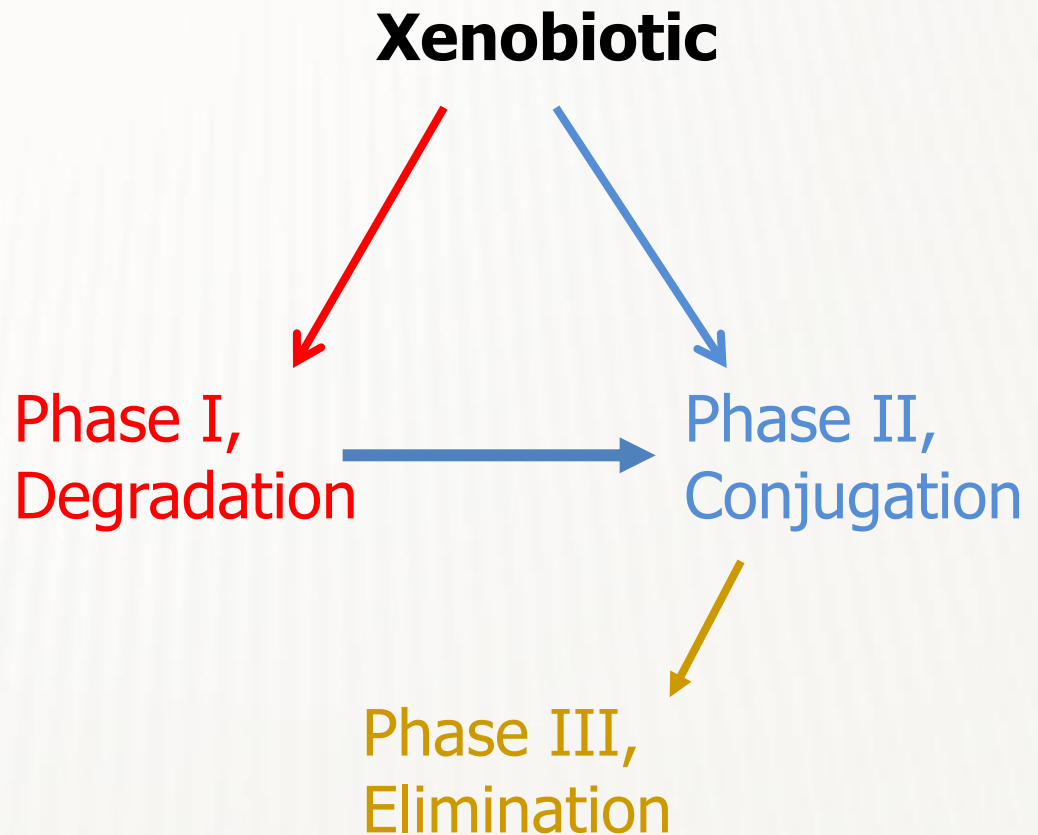 Xenobiotic
Phase I,
Degradation
Phase II,
Conjugation
Phase III,
Elimination